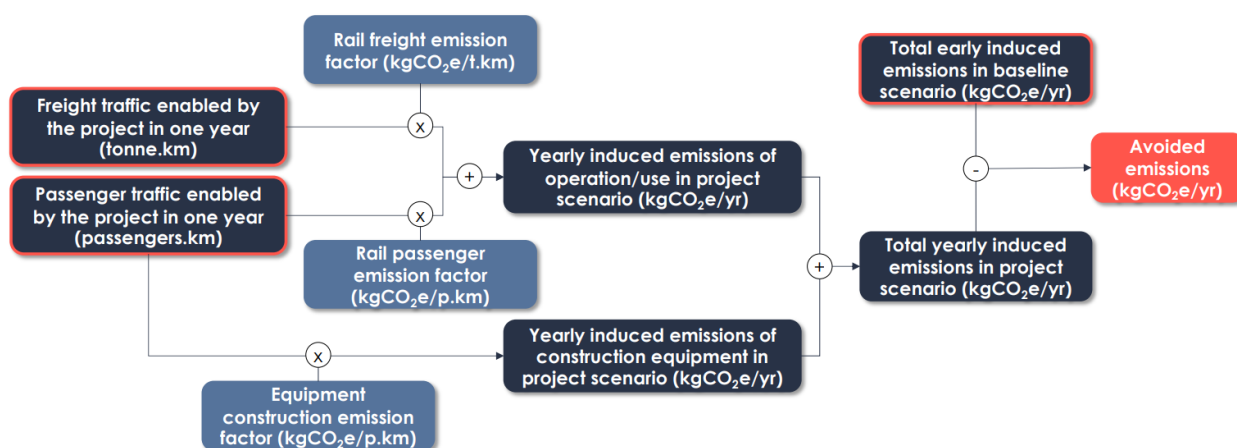 Rail freight emission
factor (kgCO₂e/t.km)
Total early induced
emissions in baseline
scenario (kgCO₂e/yr)
Freight traffic enabled by
the project in one year
(tonne.km)
x
Avoided
emissions
(kgCO₂e/yr)
-
Yearly induced emissions of
operation/use in project
scenario (kgCO₂e/yr)
+
Passenger traffic enabled
by the project in one year
(passengers.km)
x
Rail passenger
emission factor
(kgCO₂e/p.km)
Total yearly induced
emissions in project
scenario (kgCO₂e/yr)
+
Yearly induced emissions of
construction equipment in
project scenario (kgCO₂e/yr)
x
Equipment
construction emission
factor (kgCO₂e/p.km)